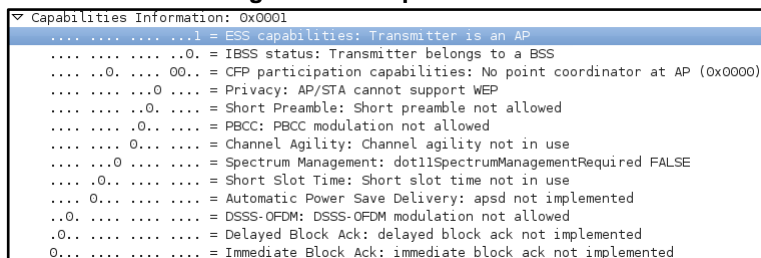 ▽ Capabilities Information: 0x0001
.... .... .... ...1 = ESS capabilities: Transmitter is an AP
.... .... .... ..0. = IBSS status: Transmitter belongs to a BSS
.... ..0. .... 00.. = CFP participation capabilities: No point coordinator at AP (0x0000)
.... .... ...0 .... = Privacy: AP/STA cannot support WEP
.... .... ..0. .... = Short Preamble: Short preamble not allowed
.... .... .0.. .... = PBCC: PBCC modulation not allowed
.... .... 0... .... = Channel Agility: Channel agility not in use
.... ...0 .... .... = Spectrum Management: dot11SpectrumManagementRequired FALSE
.... .0.. .... .... = Short Slot Time: Short slot time not in use
.... 0... .... .... = Automatic Power Save Delivery: apsd not implemented
..0. .... .... .... = DSSS-OFDM: DSSS-OFDM modulation not allowed
.0.. .... .... .... = Delayed Block Ack: delayed block ack not implemented
0... .... .... .... = Immediate Block Ack: immediate block ack not implemented